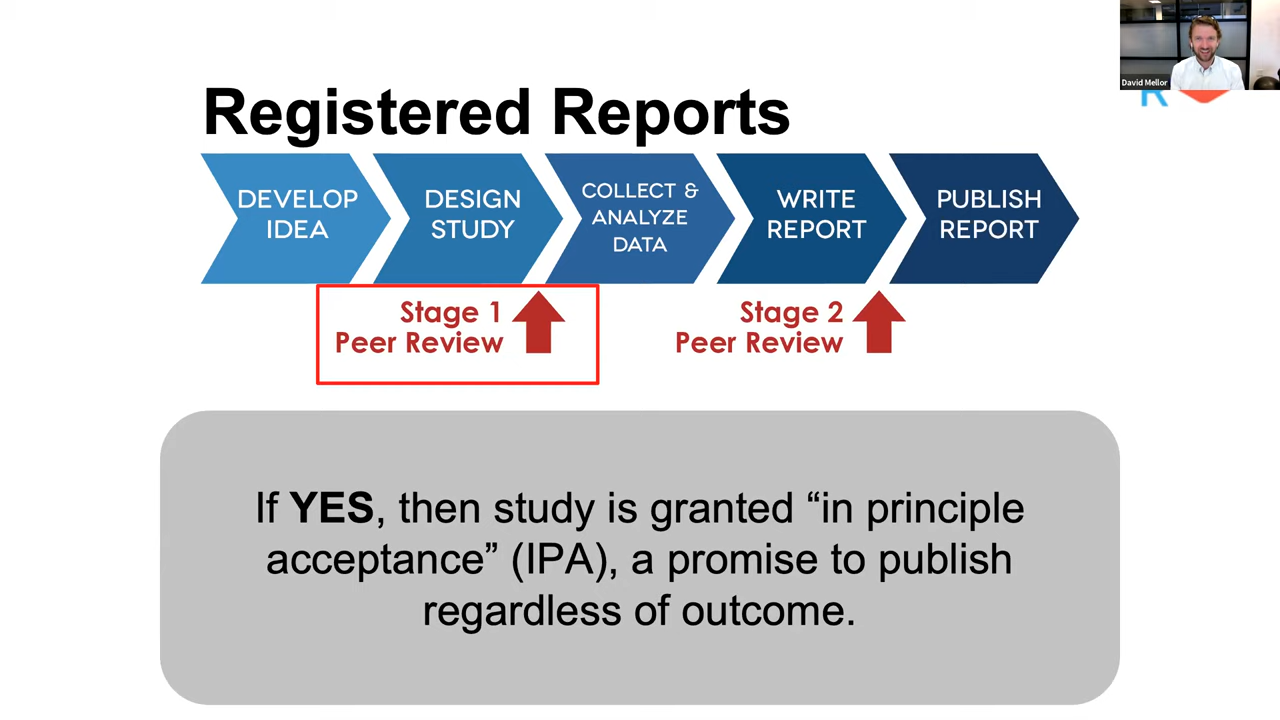 David Mellor
R
Registered Reports
DEVELOP
IDEA
DESIGN
STUDY
COLLECT &
ANALYZE
DATA
WRITE
REPORT
PUBLISH
REPORT
Stage 1
Peer Review
Stage 2
Peer Review
If YES, then study is granted “in principle
acceptance” (IPA), a promise to publish
regardless of outcome.